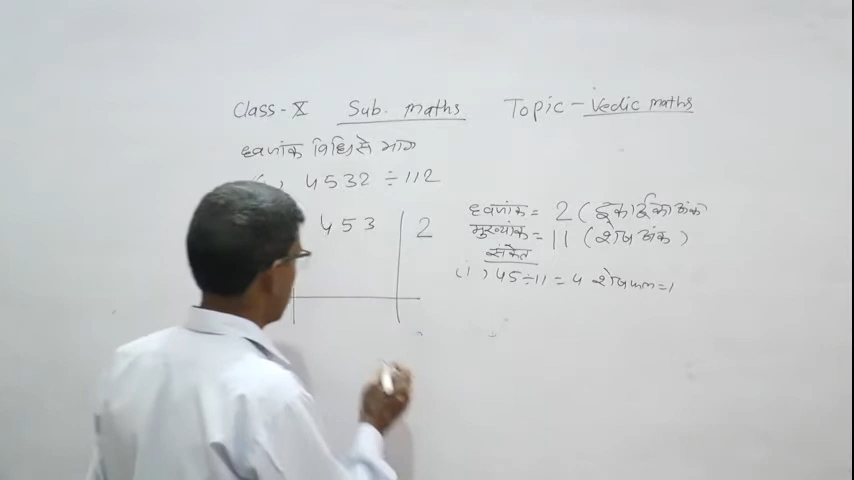 Class-X Sub. maths Topic - Vedic maths
ध्वजांक विधि से भाग
4532 ÷ 112
453 2
ध्वजांक = 2 (इकाई का अंक)
मुख्यांक = 11 (शेष अंक)
संकेत
(i) 45÷11 = 4 शेषफल=1